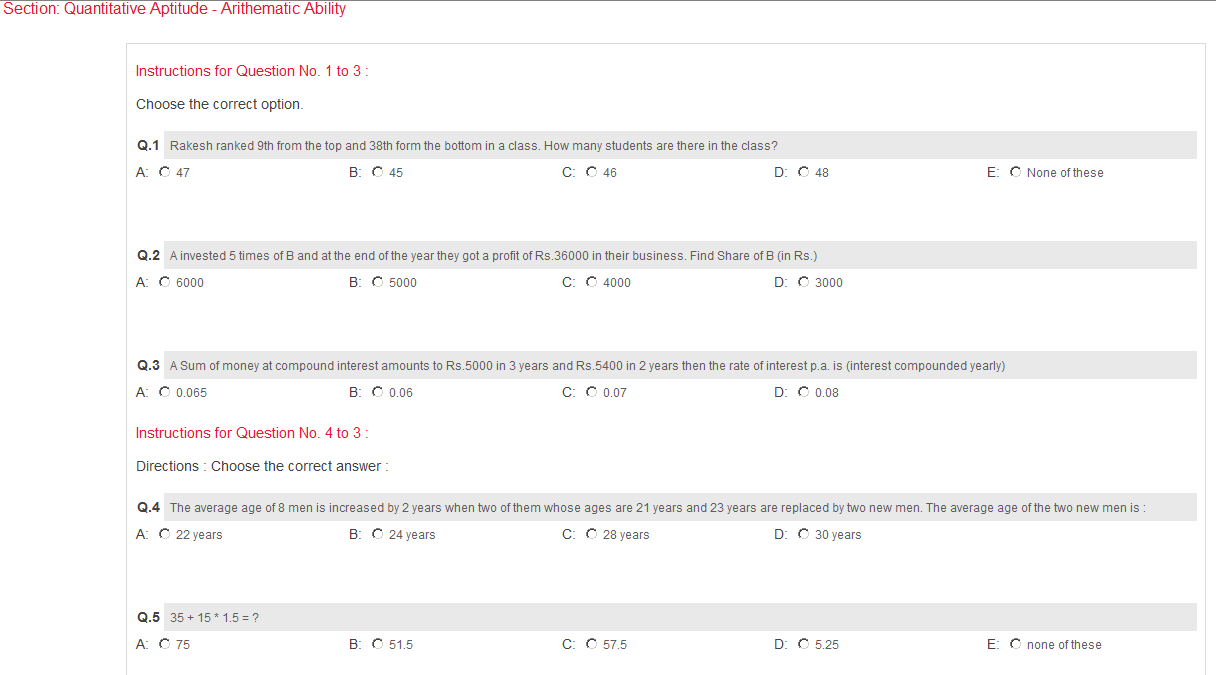 Section: Quantitative Aptitude - Arithematic Ability
Instructions for Question No. 1 to 3 :
Choose the correct option.
Q.1 Rakesh ranked 9th from the top and 38th form the bottom in a class. How many students are there in the class?
A: 47 B: 45 C: 46 D: 48 E: None of these
Q.2 A invested 5 times of B and at the end of the year they got a profit of Rs.36000 in their business. Find Share of B (in Rs.)
A: 6000 B: 5000 C: 4000 D: 3000
Q.3 A Sum of money at compound interest amounts to Rs.5000 in 3 years and Rs.5400 in 2 years then the rate of interest p.a. is (interest compounded yearly)
A: 0.065 B: 0.06 C: 0.07 D: 0.08
Instructions for Question No. 4 to 3 :
Directions : Choose the correct answer :
Q.4 The average age of 8 men is increased by 2 years when two of them whose ages are 21 years and 23 years are replaced by two new men. The average age of the two new men is :
A: 22 years B: 24 years C: 28 years D: 30 years
Q.5 35 + 15 * 1.5 = ?
A: 75 B: 51.5 C: 57.5 D: 5.25 E: none of these